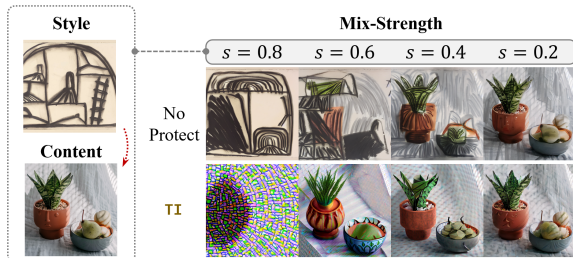 Style
Mix-Strength
s = 0.8 s = 0.6 s = 0.4 s = 0.2
No
Protect
Content
TI